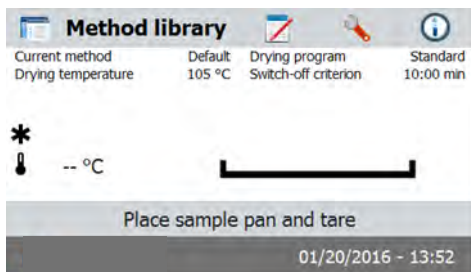 Method library
Current method Default Drying program Standard
Drying temperature 105 °C Switch-off criterion 10:00 min
-- °C
Place sample pan and tare
01/20/2016 - 13:52